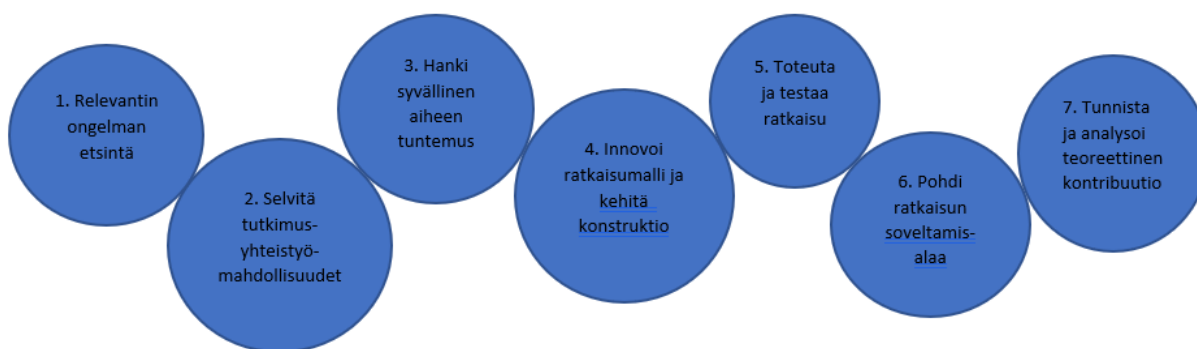 1. Relevantin
ongelman
etsintä
2. Selvitä
tutkimus-
yhteistyö-
mahdollisuudet
3. Hanki
syvällinen
aiheen
tuntemus
4. Innovoi
ratkaisumalli ja
kehitä
konstruktio
5. Toteuta
ja testaa
ratkaisu
6. Pohdi
ratkaisun
soveltamis-
alaa
7. Tunnista
ja analysoi
teoreettinen
kontribuutio